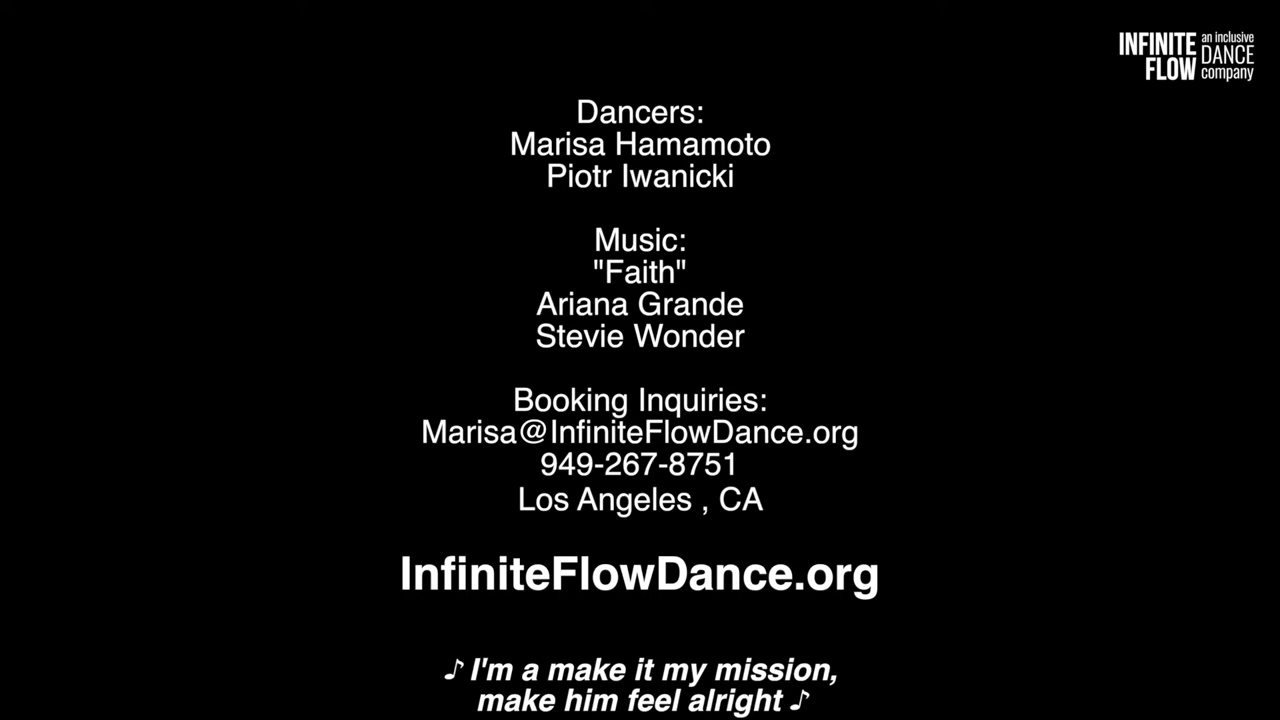 INFINITE FLOW an inclusive DANCE company
Dancers:
Marisa Hamamoto
Piotr Iwanicki
Music:
"Faith"
Ariana Grande
Stevie Wonder
Booking Inquiries:
Marisa@InfiniteFlowDance.org
949-267-8751
Los Angeles , CA
InfiniteFlowDance.org
♪ I'm a make it my mission,
make him feel alright ♪